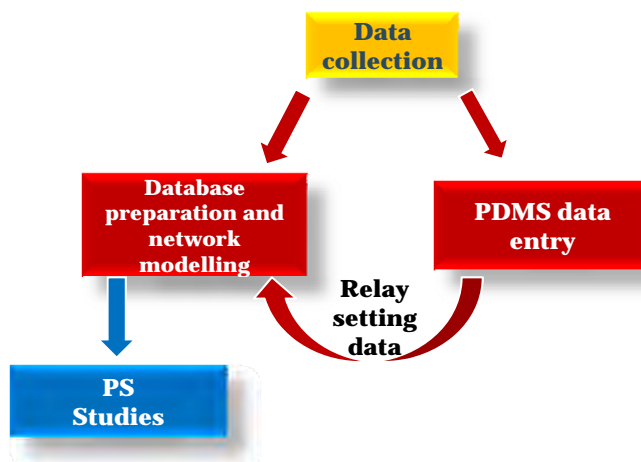 Data
collection
Database
preparation and
network
modelling
PDMS data
entry
Relay
setting
data
PS
Studies